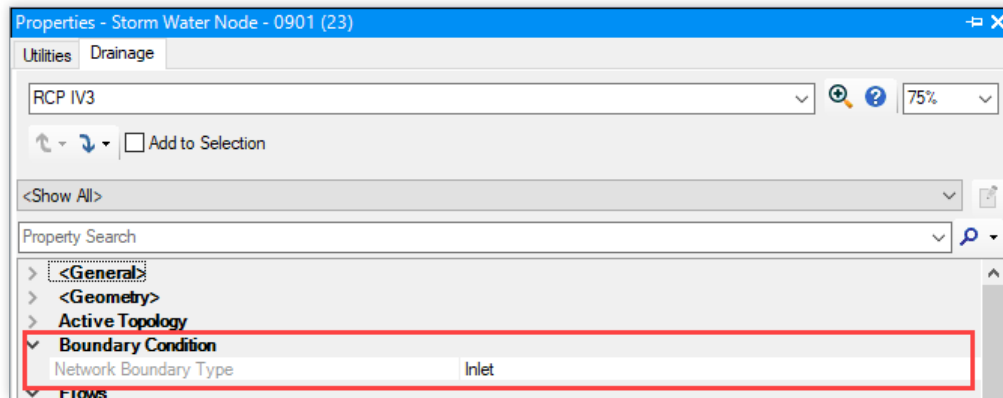 Properties - Storm Water Node - 0901 (23)
Utilities Drainage
RCP IV3 75%
Add to Selection
<Show All>
Property Search
<General>
<Geometry>
Active Topology
Boundary Condition
Network Boundary Type Inlet
Flows